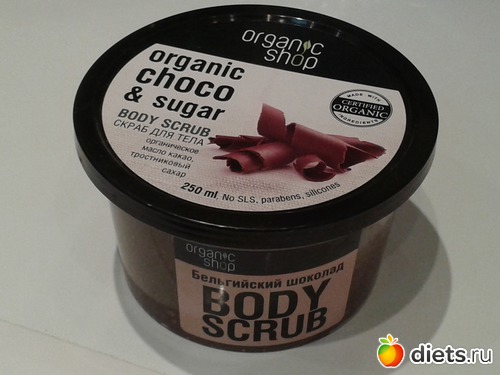 organic
shop
organic
choco
& sugar
BODY SCRUB
СКРАБ ДЛЯ ТЕЛА
органическое
масло какао,
тростниковый
сахар
250 ml, No SLS, parabens, silicones
MADE WITH
CERTIFIED
ORGANIC
INGREDIENTS
organic
shop
Бельгийский шоколад
BODY
SCRUB
diets.ru